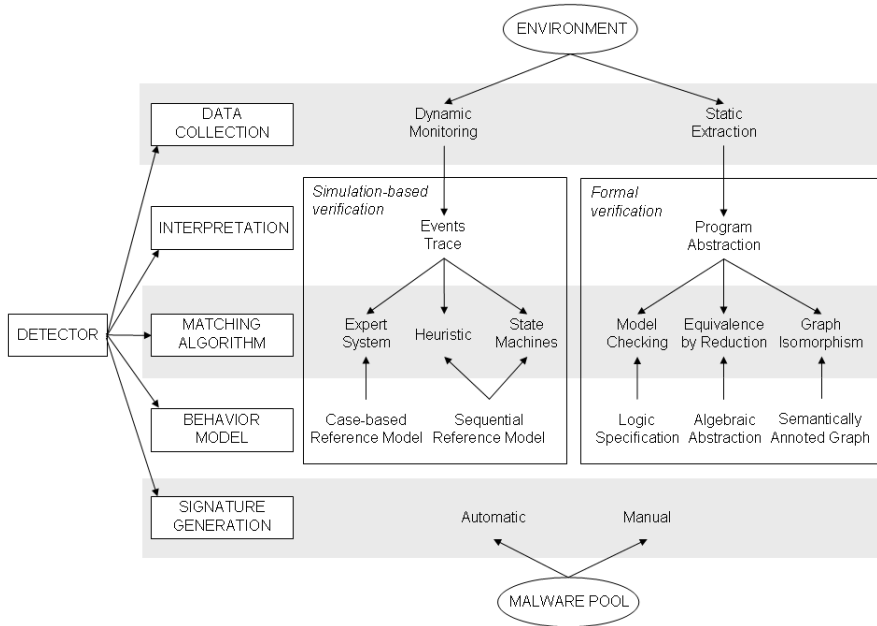 ENVIRONMENT
DATA
COLLECTION
Dynamic
Monitoring
Static
Extraction
Simulation-based
verification
Formal
verification
INTERPRETATION
Events
Trace
Program
Abstraction
DETECTOR
MATCHING
ALGORITHM
Expert
System
Heuristic
State
Machines
Model
Checking
Equivalence
by Reduction
Graph
Isomorphism
BEHAVIOR
MODEL
Case-based
Reference Model
Sequential
Reference Model
Logic
Specification
Algebraic
Abstraction
Semantically
Annoted Graph
SIGNATURE
GENERATION
Automatic
Manual
MALWARE POOL